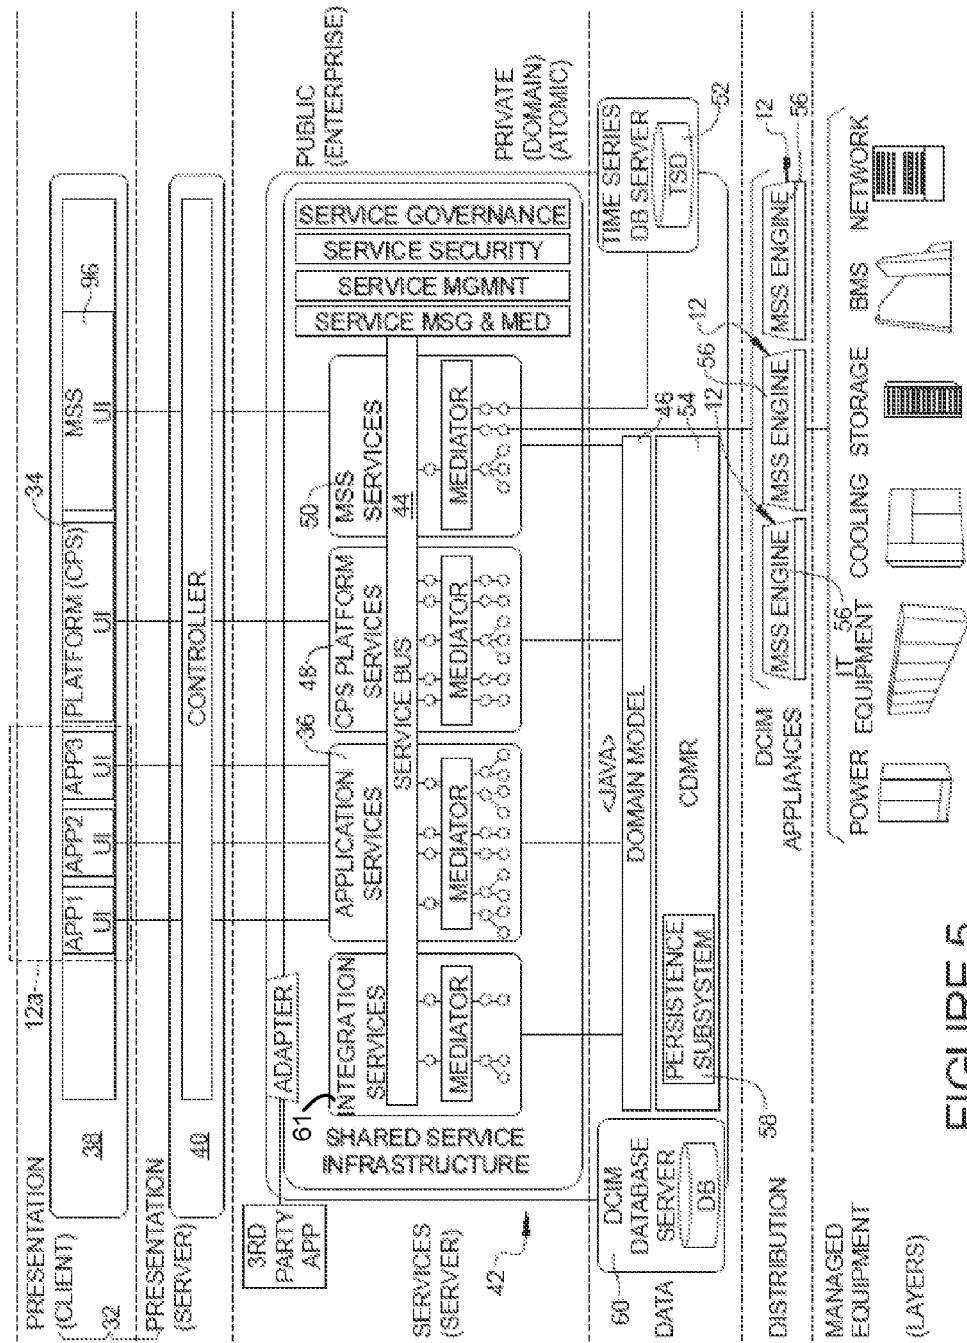 PRESENTATION
(CLIENT)
32
PRESENTATION
(SERVER)
38
40
12a
APP1
UI
APP2
UI
APP3
UI
PLATFORM (CPS)
UI
34
MSS
UI
96
CONTROLLER
3RD
PARTY
APP
ADAPTER
PUBLIC
(ENTERPRISE)
PRIVATE
(DOMAIN)
(ATOMIC)
SERVICES
(SERVER)
42
SHARED SERVICE
INFRASTRUCTURE
61
INTEGRATION
SERVICES
MEDIATOR
APPLICATION
SERVICES
36
MEDIATOR
48
CPS PLATFORM
SERVICES
MEDIATOR
50
MSS
SERVICES
MEDIATOR
SERVICE BUS
44
SERVICE GOVERNANCE
SERVICE SECURITY
SERVICE MGMNT
SERVICE MSG & MED
DATA
60
DCIM
DATABASE
SERVER
DB
<JAVA>
DOMAIN MODEL
46
CDMR
54
PERSISTENCE
SUBSYSTEM
58
TIME SERIES
DB SERVER
TSD
52
DISTRIBUTION
DCIM
APPLIANCES
MSS ENGINE
MSS ENGINE
MSS ENGINE
12
12
12
56
56
56
MANAGED
EQUIPMENT
POWER
IT
EQUIPMENT
COOLING
STORAGE
BMS
NETWORK
(LAYERS)
FIGURE 5